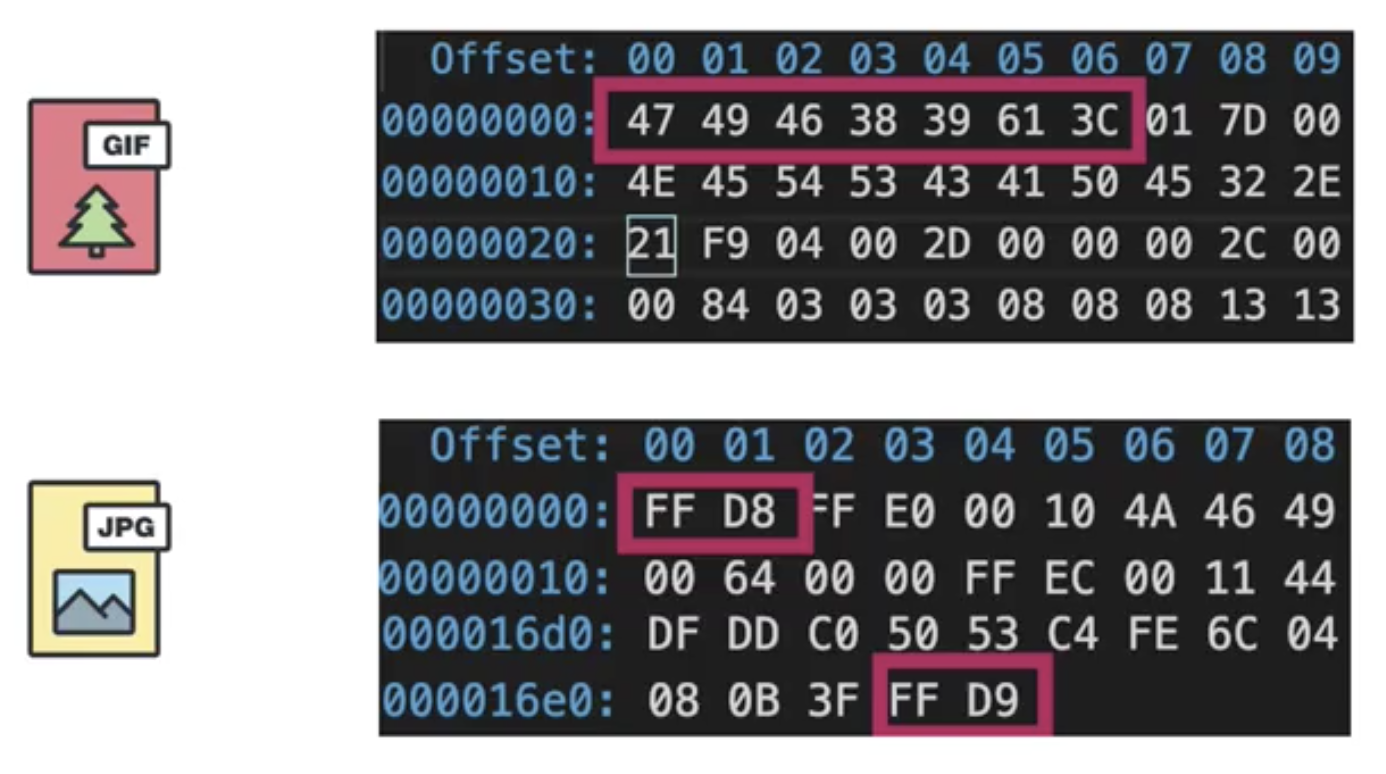 GIF
Offset: 00 01 02 03 04 05 06 07 08 09
00000000: 47 49 46 38 39 61 3C 01 7D 00
00000010: 4E 45 54 53 43 41 50 45 32 2E
00000020: 21 F9 04 00 2D 00 00 00 2C 00
00000030: 00 84 03 03 03 08 08 08 13 13
JPG
Offset: 00 01 02 03 04 05 06 07 08
00000000: FF D8 FF E0 00 10 4A 46 49
00000010: 00 64 00 00 FF EC 00 11 44
000016d0: DF DD C0 50 53 C4 FE 6C 04
000016e0: 08 0B 3F FF D9